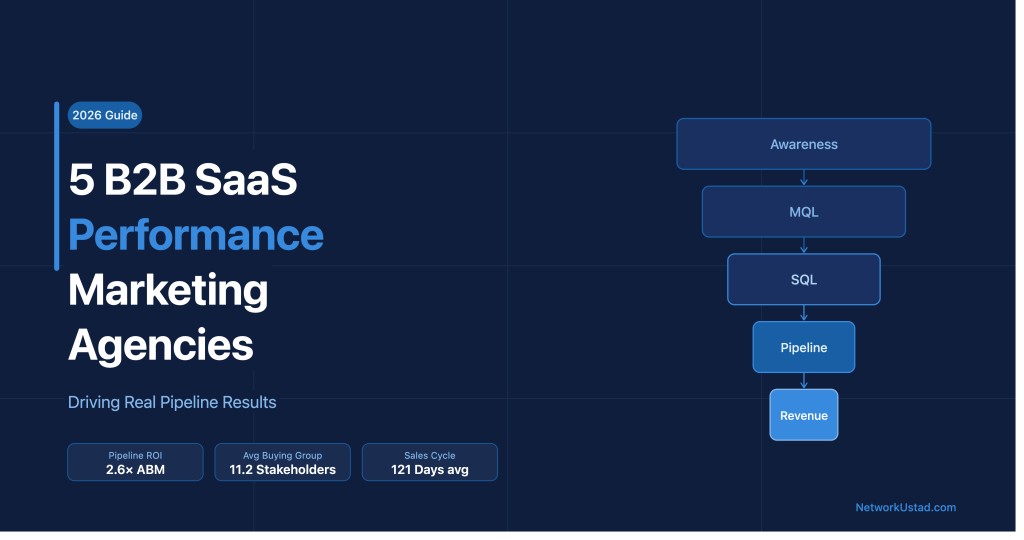 2026 Guide
5 B2B SaaS
Performance
Marketing
Agencies
Driving Real Pipeline Results
Pipeline ROI
2.6× ABM
Avg Buying Group
11.2 Stakeholders
Sales Cycle
121 Days avg
Awareness
MQL
SQL
Pipeline
Revenue
NetworkUstad.com